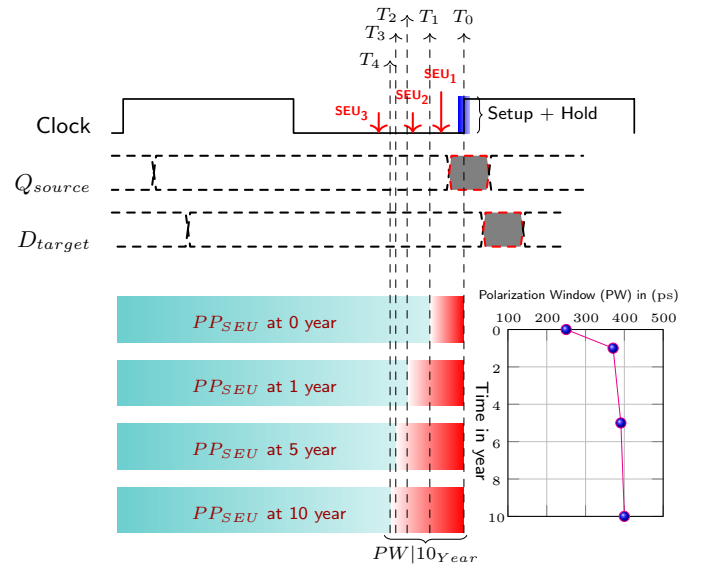 T2
T3
T1
T0
T4
SEU1
SEU2
SEU3
Clock
Setup + Hold
Qsource
Dtarget
PPSEU at 0 year
PPSEU at 1 year
PPSEU at 5 year
PPSEU at 10 year
PW|10Year
Polarization Window (PW) in (ps)
100 200 300 400 500
0
2
4
6
8
10
Time in year